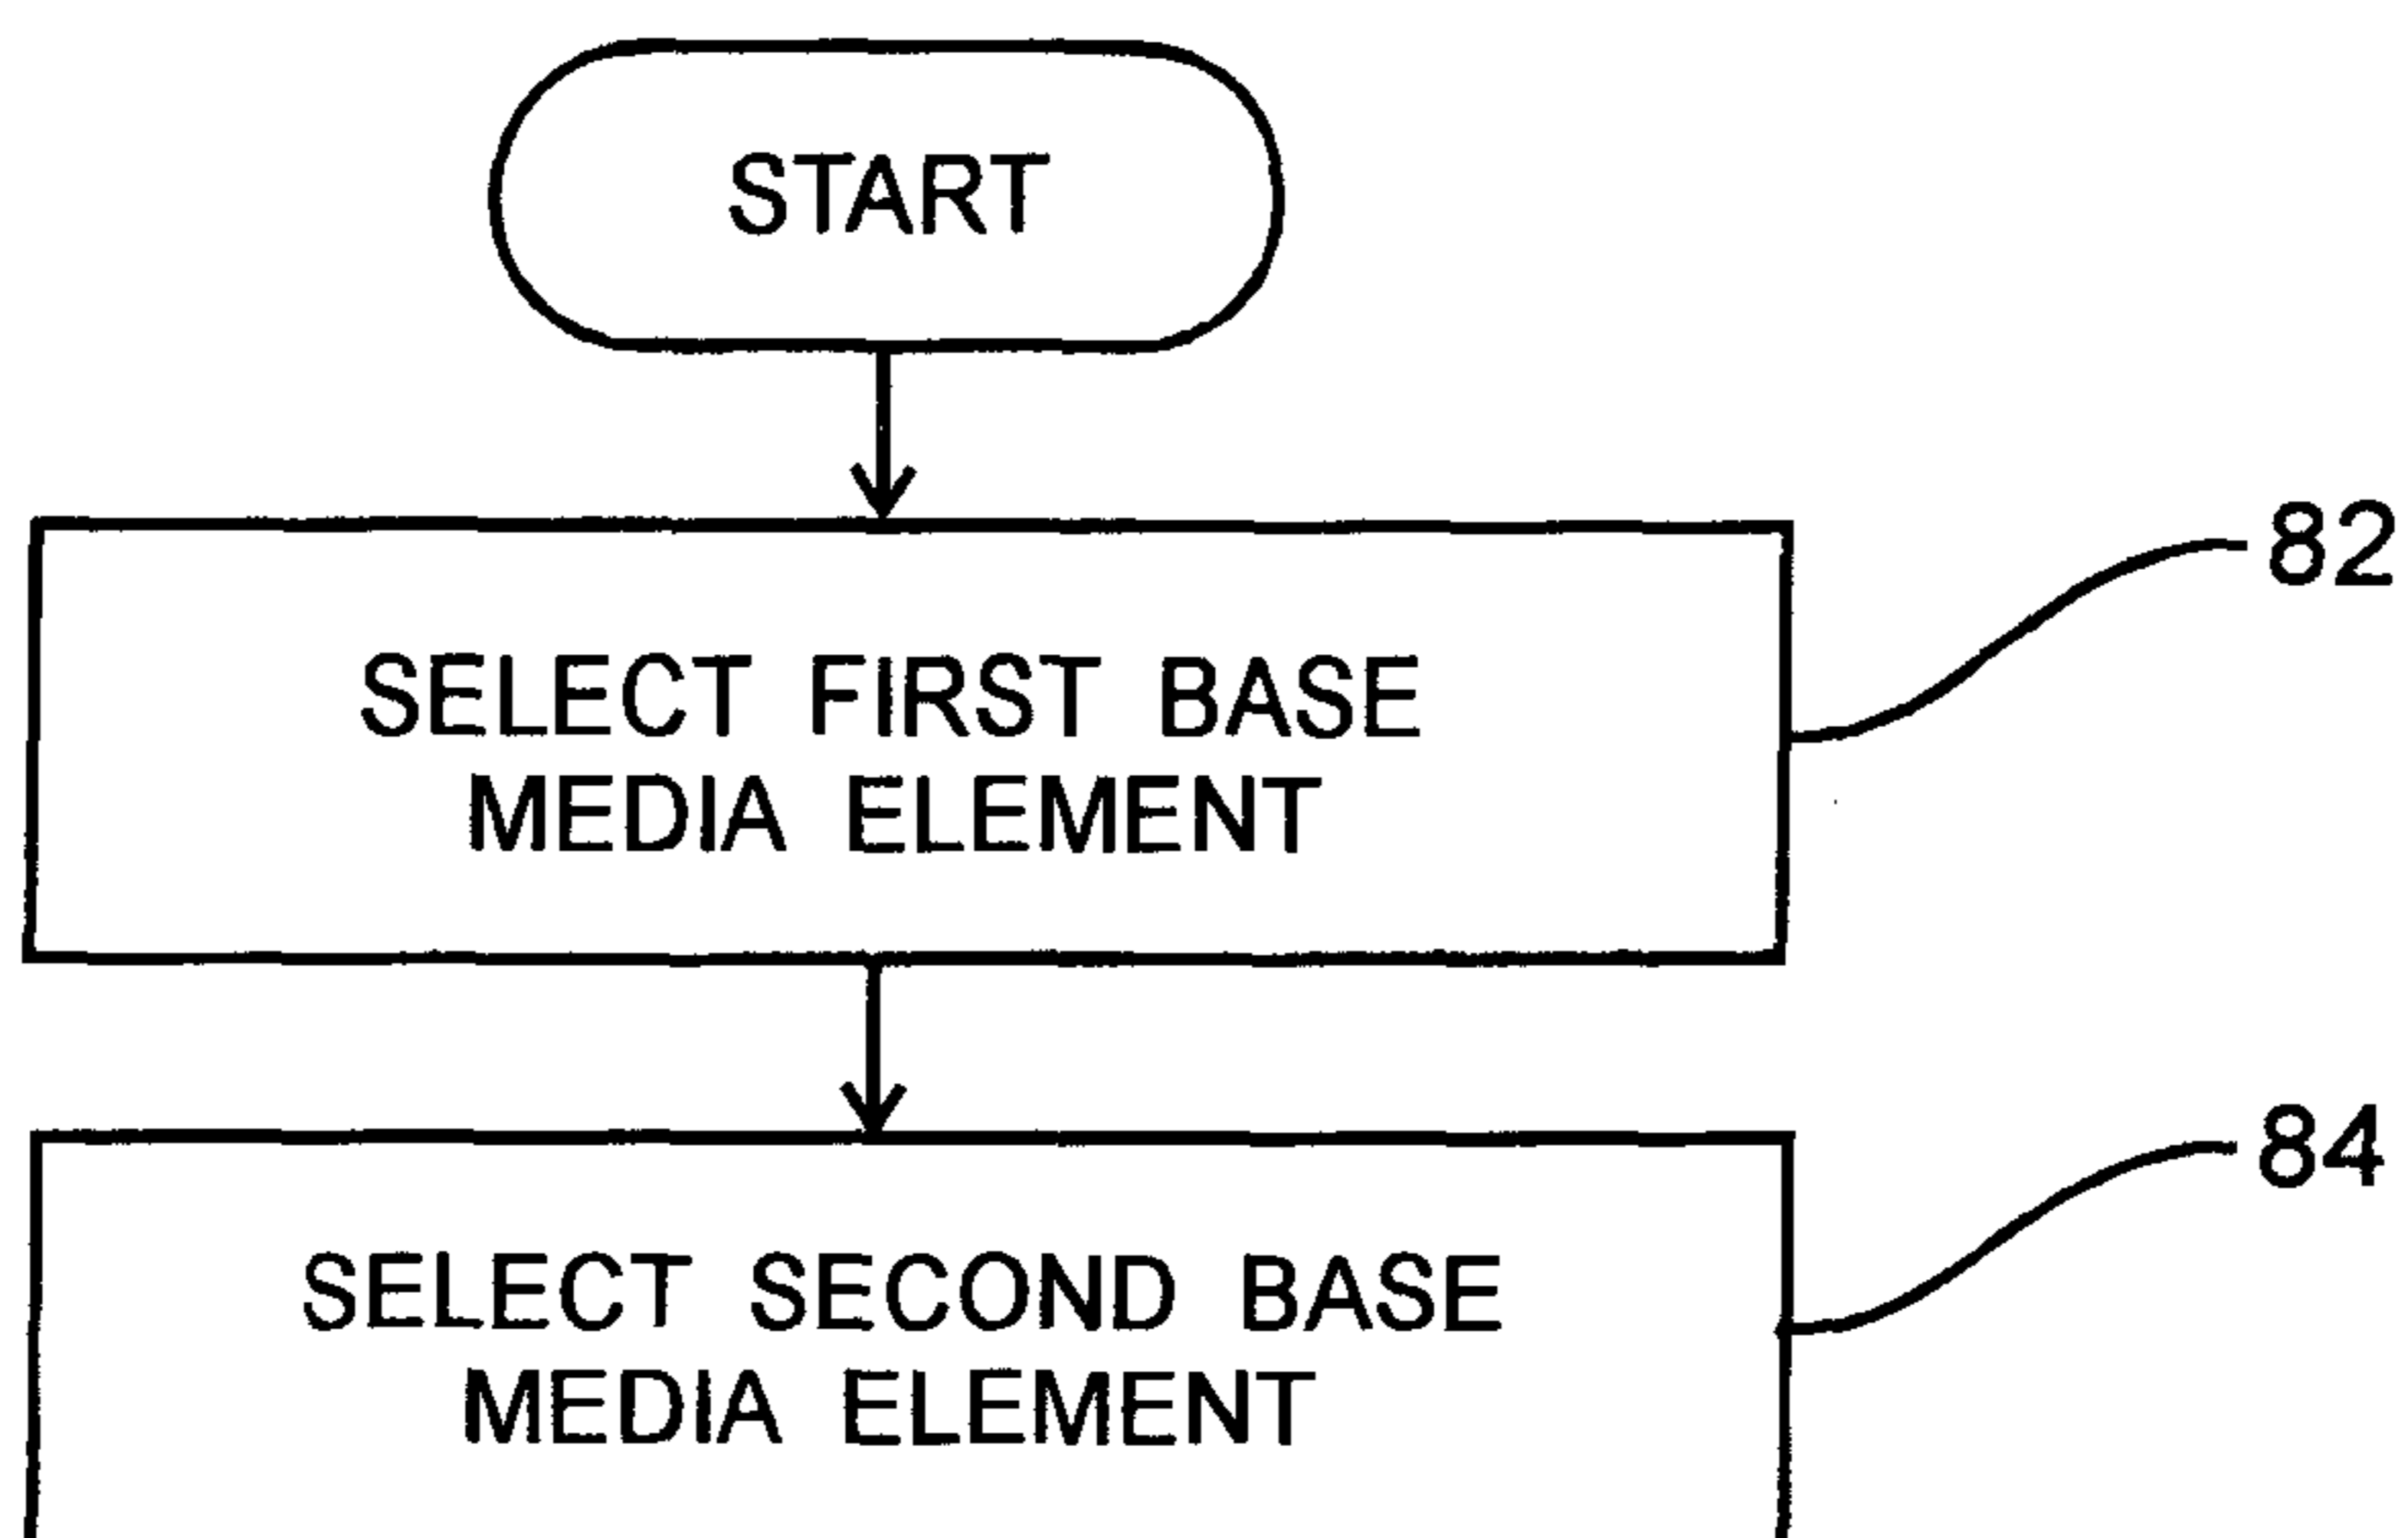 START
82
SELECT FIRST BASE
MEDIA ELEMENT
84
SELECT SECOND BASE
MEDIA ELEMENT